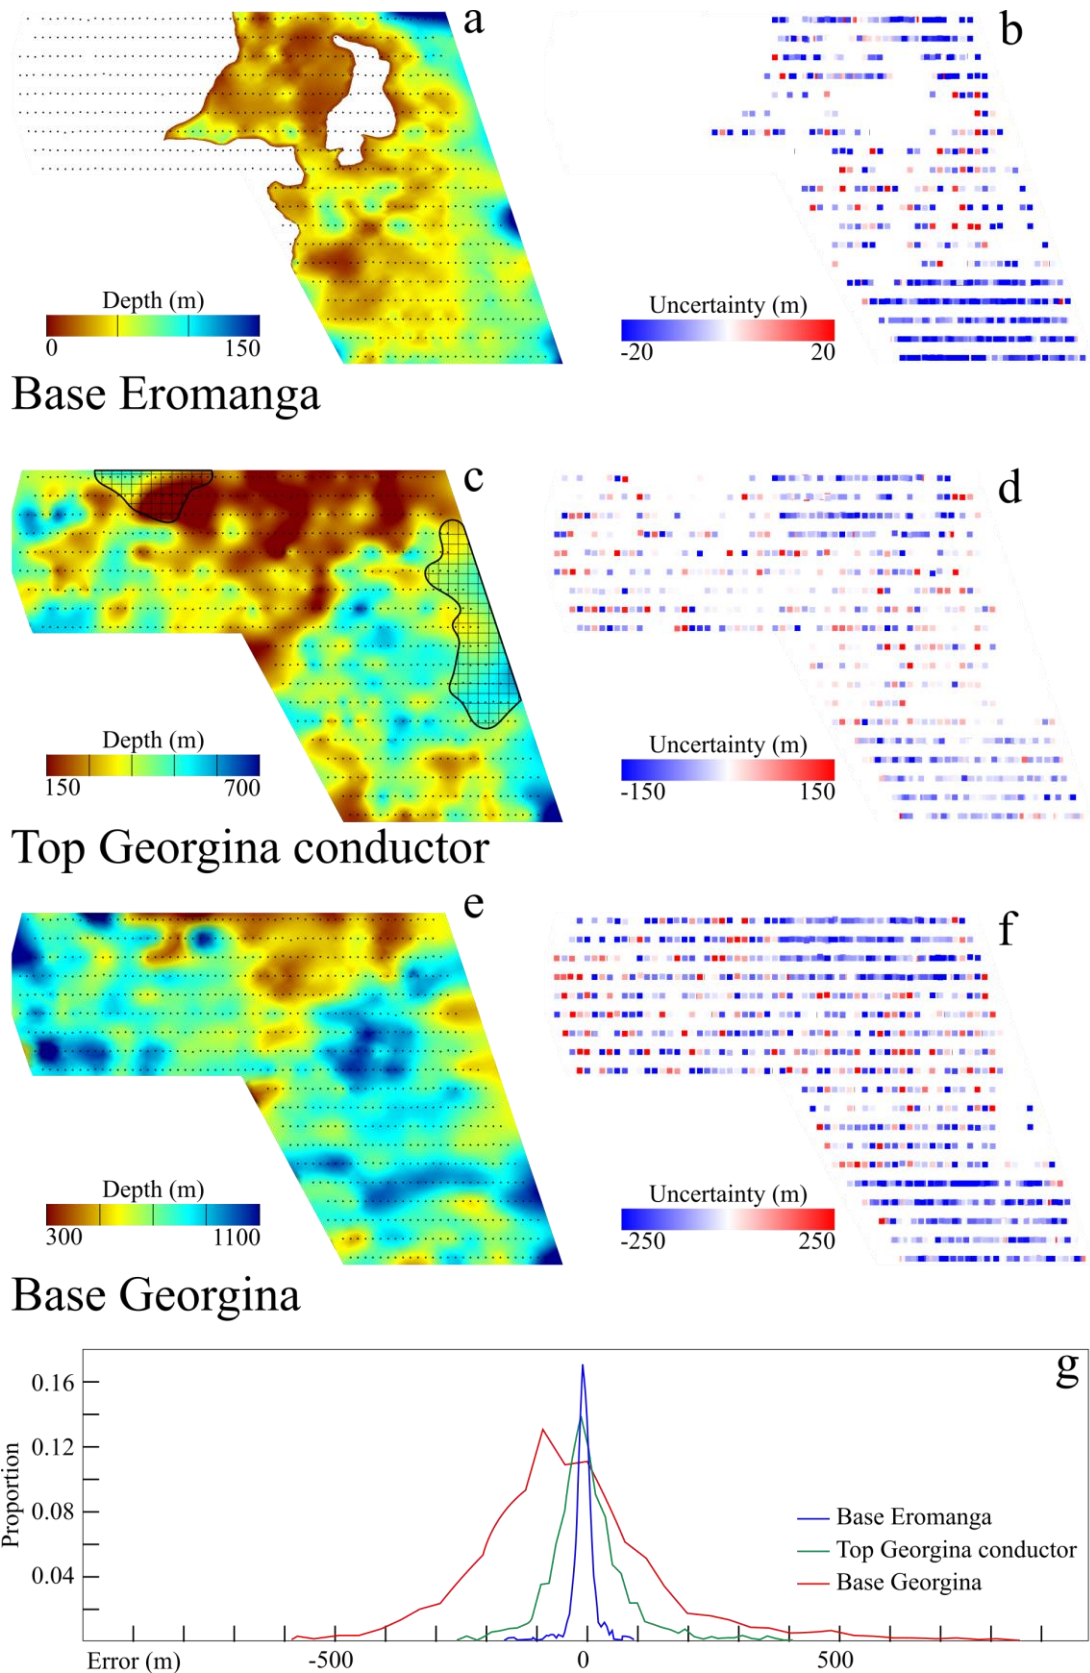 a
b
Depth (m)
0 150
Uncertainty (m)
-20 20
Base Eromanga
c
d
Depth (m)
150 700
Uncertainty (m)
-150 150
Top Georgina conductor
e
f
Depth (m)
300 1100
Uncertainty (m)
-250 250
Base Georgina
g
0.16
0.12
0.08
0.04
Proportion
Base Eromanga
Top Georgina conductor
Base Georgina
Error (m) -500 0 500